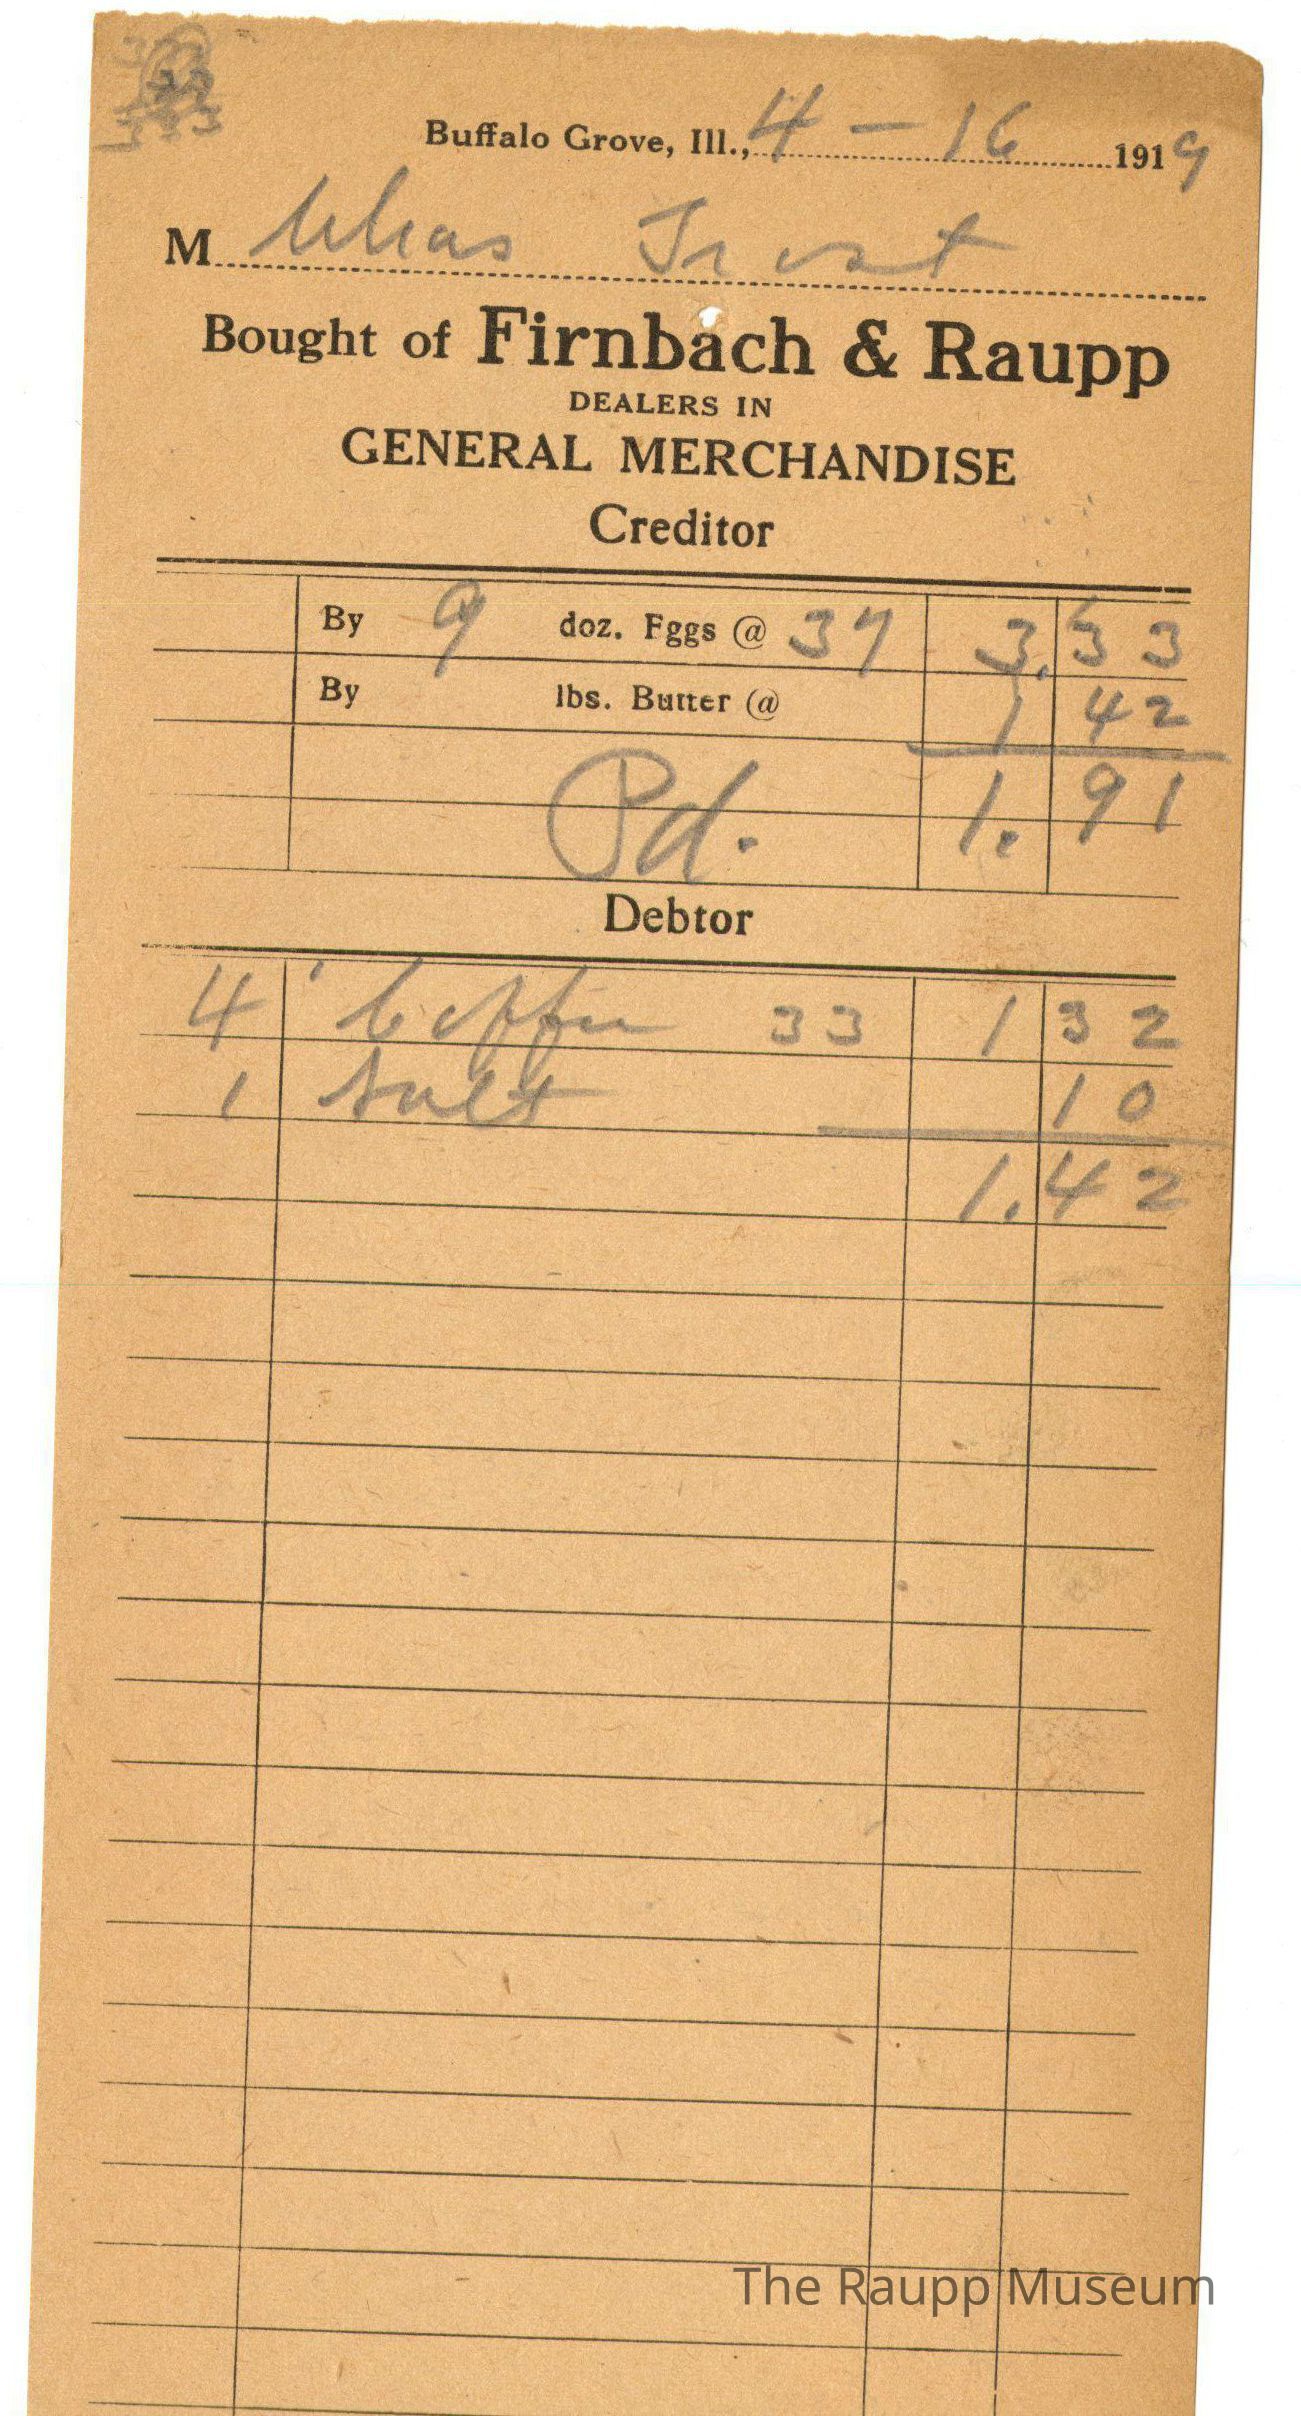 Buffalo Grove, Ill., 4 - 16 1919
M Chas Trost
Bought of Firnbach & Raupp
DEALERS IN
GENERAL MERCHANDISE
Creditor
By 9 doz. Eggs @ 37 3.33
By lbs. Butter @ 1 42
Pd. 1.91
Debtor
4 Coffee 33 1 32
1 Salt 10
1.42
The Raupp Museum